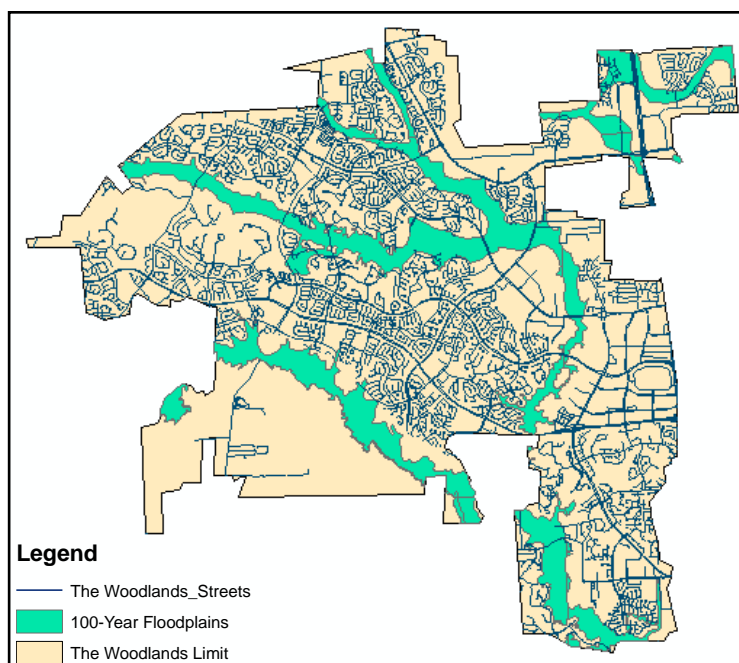 Legend
The Woodlands_Streets
100-Year Floodplains
The Woodlands Limit